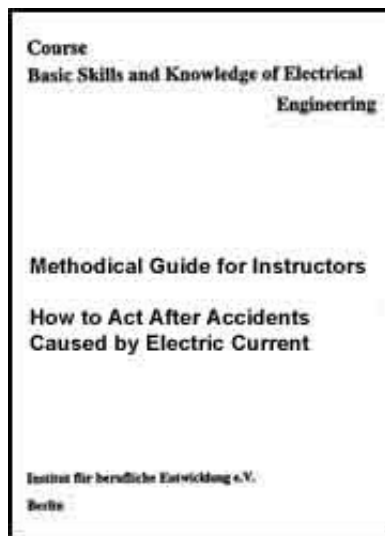 Course
Basic Skills and Knowledge of Electrical
Engineering
Methodical Guide for Instructors
How to Act After Accidents
Caused by Electric Current
Institut für berufliche Entwicklung e.V.
Berlin